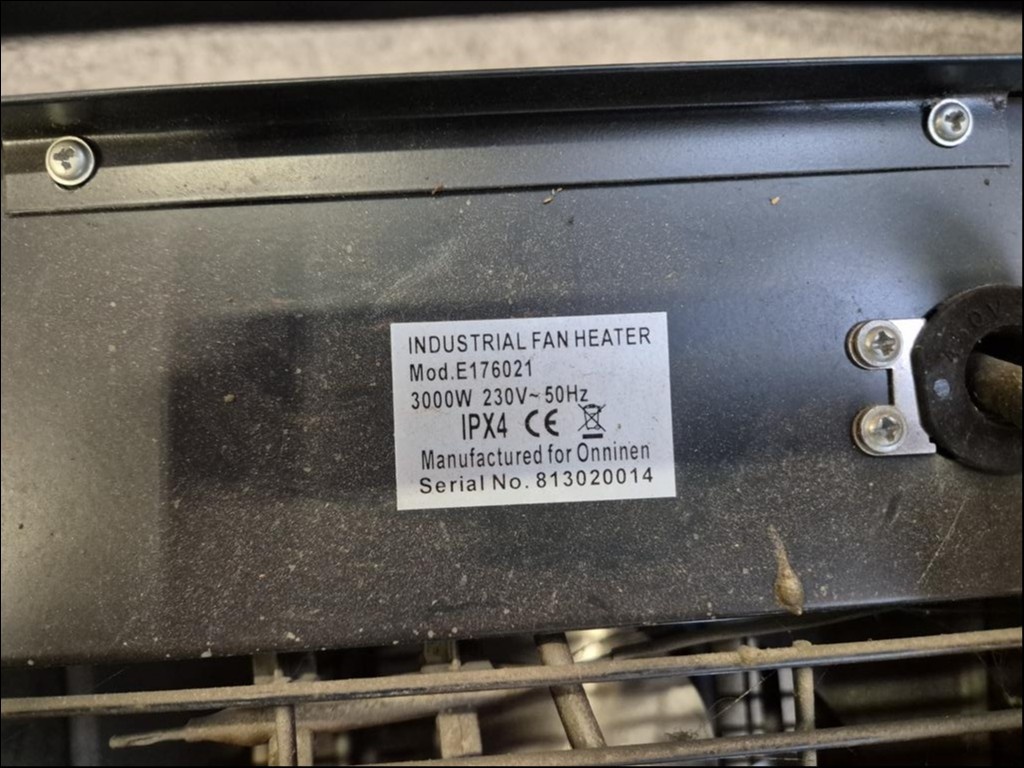 INDUSTRIAL FAN HEATER
Mod.E176021
3000W 230V~ 50Hz
IPX4 CE
Manufactured for Onninen
Serial No. 813020014